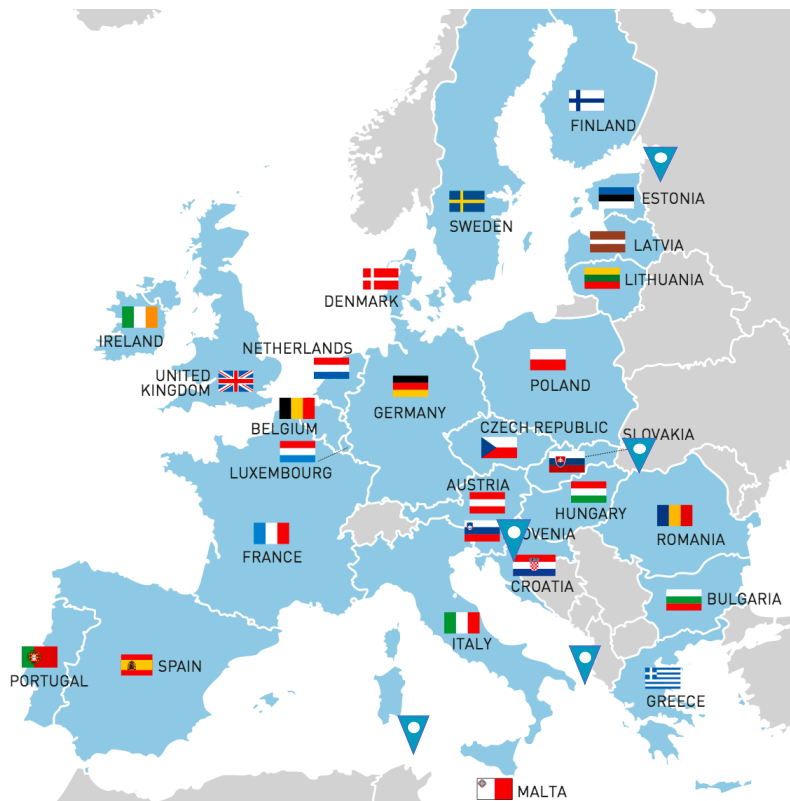 FINLAND
ESTONIA
SWEDEN
LATVIA
LITHUANIA
DENMARK
IRELAND
NETHERLANDS
UNITED
KINGDOM
POLAND
GERMANY
BELGIUM
CZECH REPUBLIC
SLOVAKIA
LUXEMBOURG
AUSTRIA
HUNGARY
OVENIA
FRANCE
ROMANIA
CROATIA
BULGARIA
ITALY
SPAIN
PORTUGAL
GREECE
MALTA